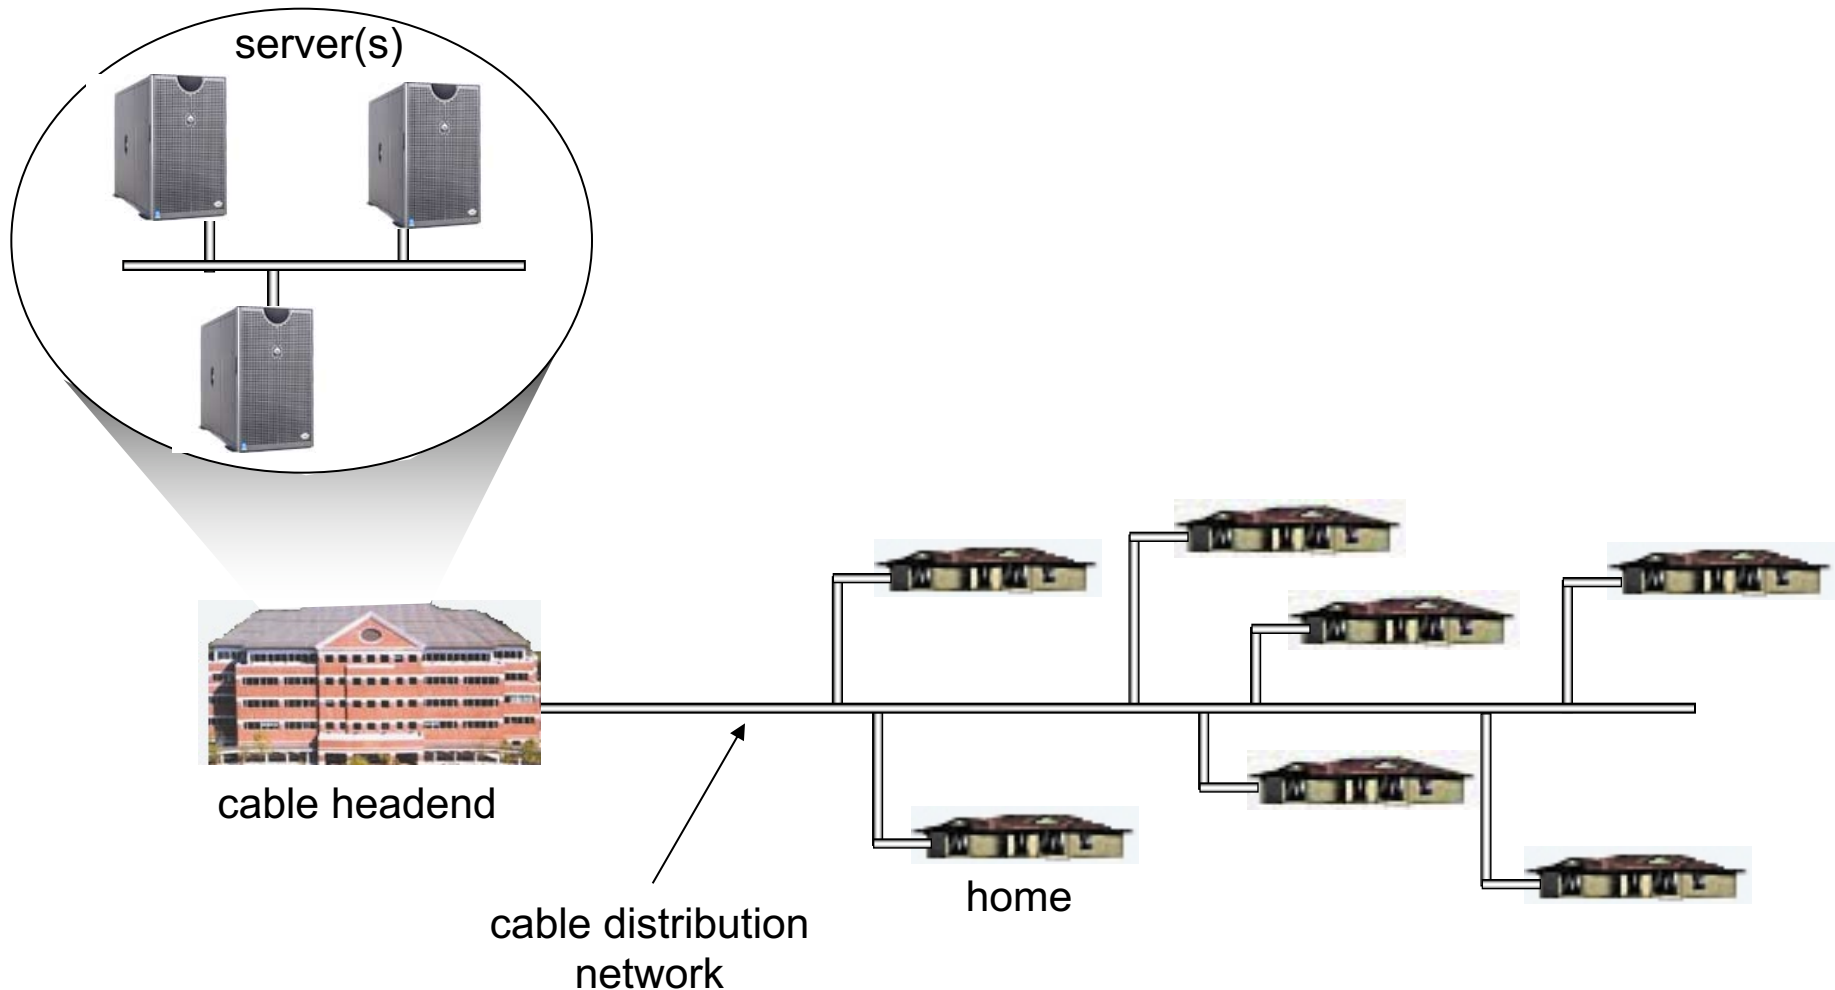 server(s)
cable headend
home
cable distribution
network